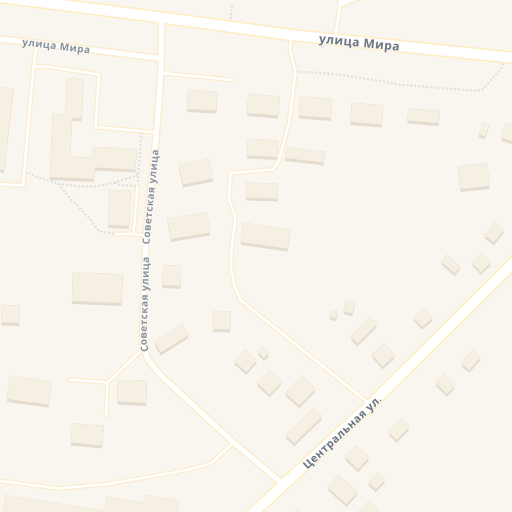 улица Мира
улица Мира
Советская улица
Советская улица
Центральная ул.